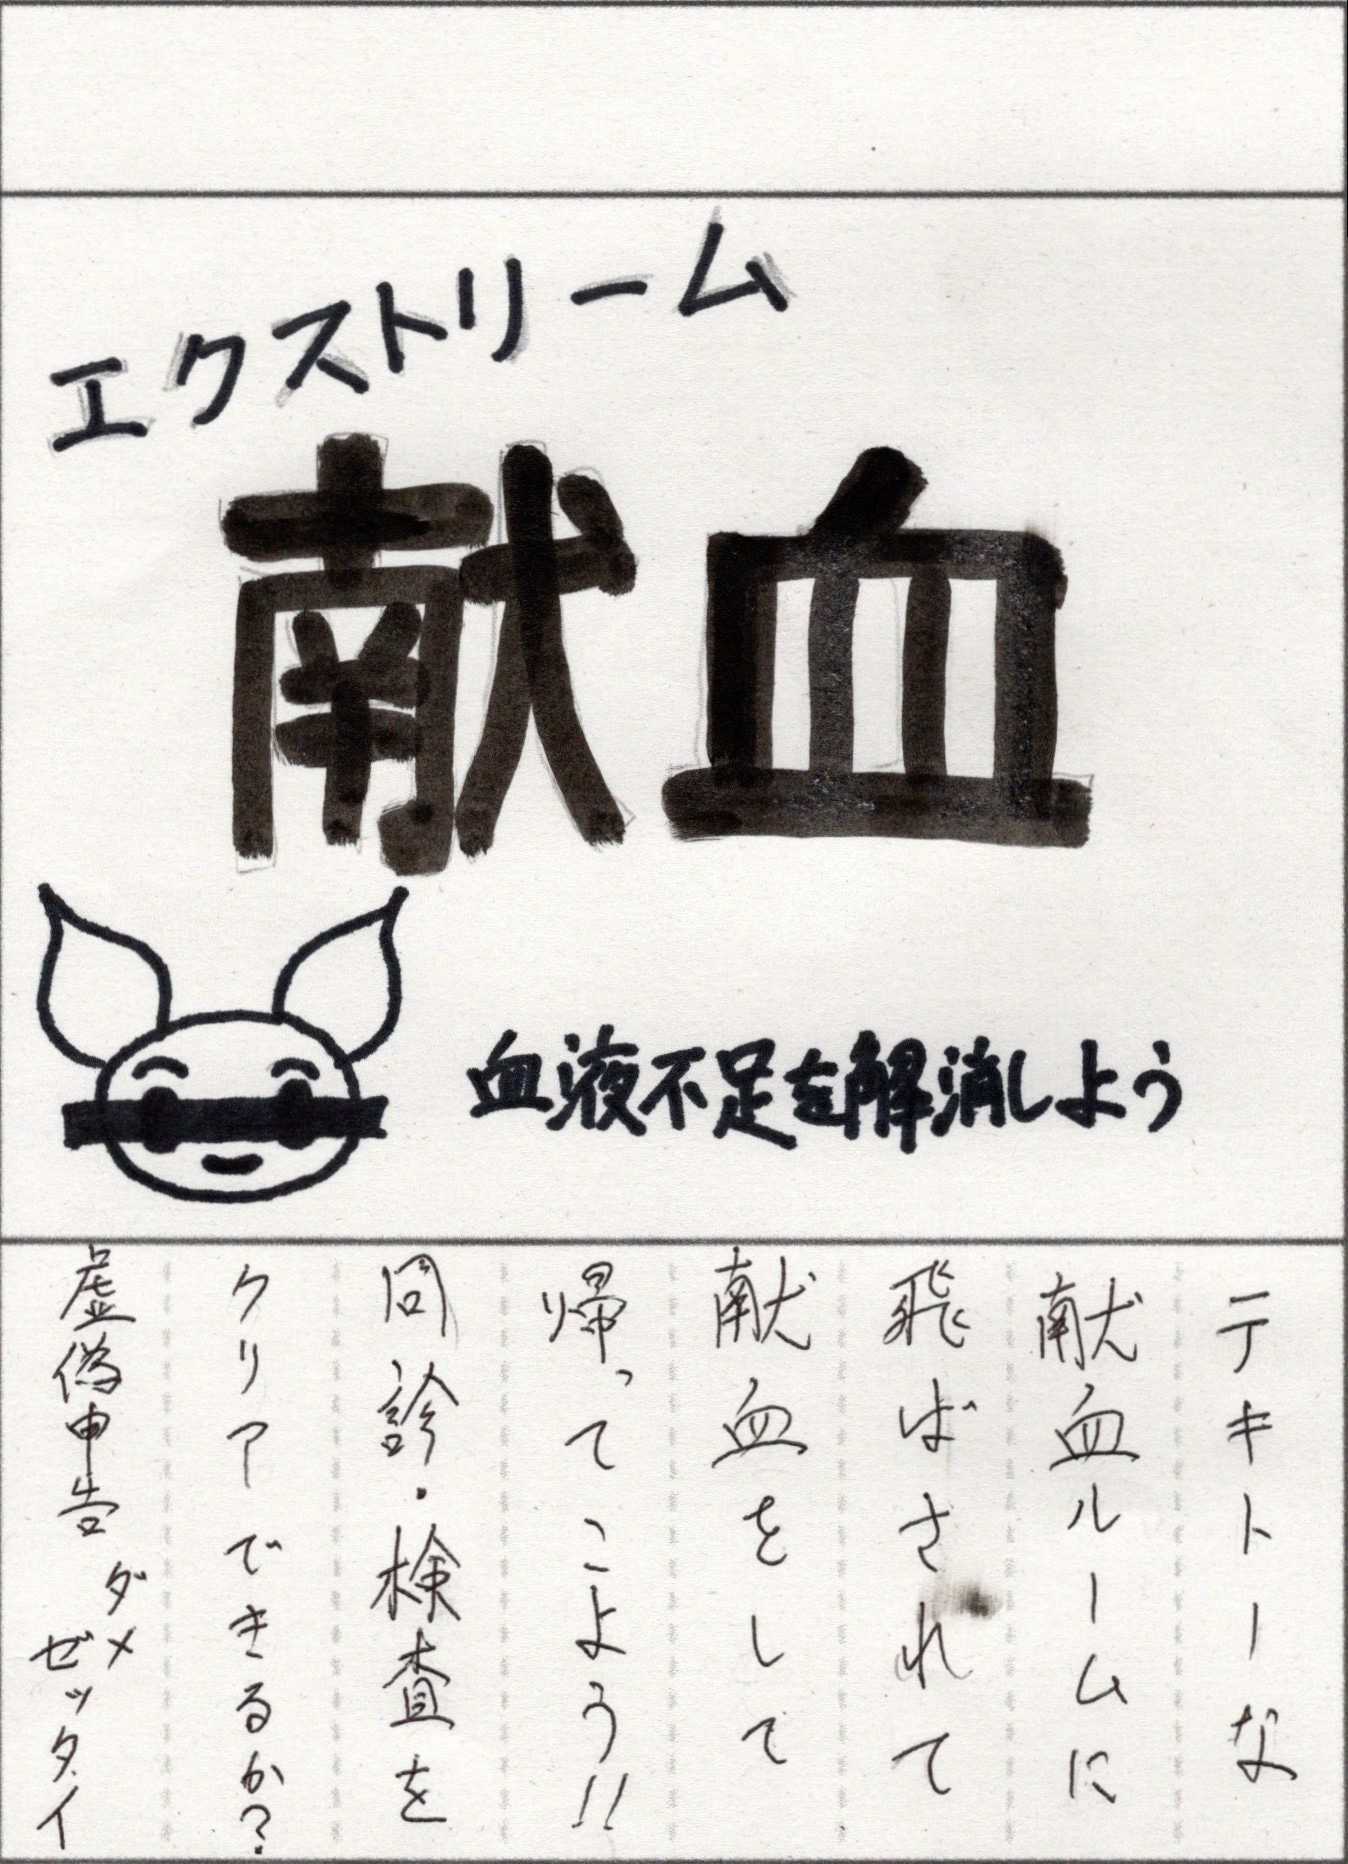 エクストリーム
献血
血液不足を解消しよう
テキトーな
献血ルームに
飛ばされて
献血をして
帰ってこよう!!
問診・検査を
クリアできるか?
虚偽申告
ダメ
ゼッタイ